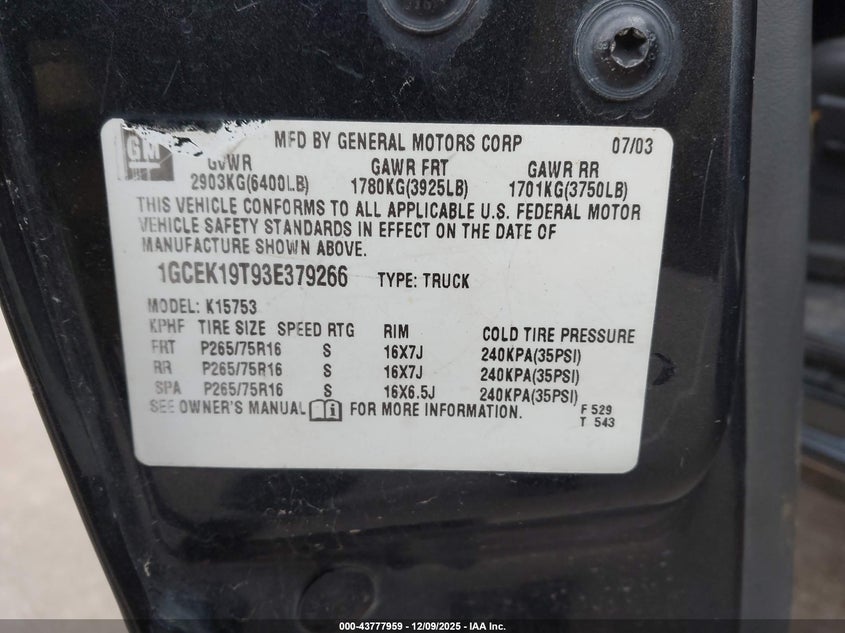 GM
MFD BY GENERAL MOTORS CORP 07/03
GVWR GAWR FRT GAWR RR
2903KG(6400LB) 1780KG(3925LB) 1701KG(3750LB)
THIS VEHICLE CONFORMS TO ALL APPLICABLE U.S. FEDERAL MOTOR
VEHICLE SAFETY STANDARDS IN EFFECT ON THE DATE OF
MANUFACTURE SHOWN ABOVE.
1GCEK19T93E379266 TYPE: TRUCK
MODEL: K15753
KPHF TIRE SIZE SPEED RTG RIM COLD TIRE PRESSURE
FRT P265/75R16 S 16X7J 240KPA(35PSI)
RR P265/75R16 S 16X7J 240KPA(35PSI)
SPA P265/75R16 S 16X6.5J 240KPA(35PSI)
SEE OWNER'S MANUAL i FOR MORE INFORMATION.
F 529
T 543
000-43777959 - 12/09/2025 - IAA Inc.